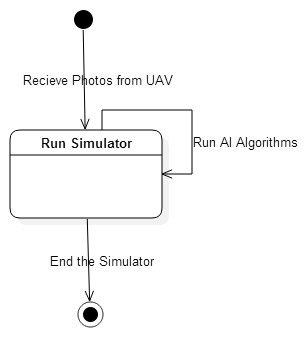 Recieve Photos from UAV
Run Simulator
Run AI Algorithms
End the Simulator